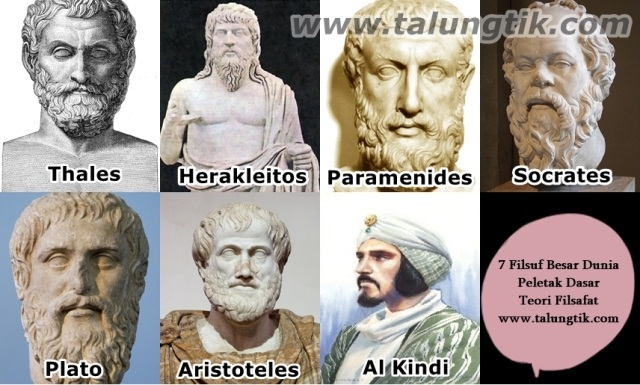 www.talungtik.com
Thales
Herakleitos
Paramenides
Socrates
Plato
Aristoteles
Al Kindi
7 Filsuf Besar Dunia
Peletak Dasar
Teori Filsafat
www.talungtik.com